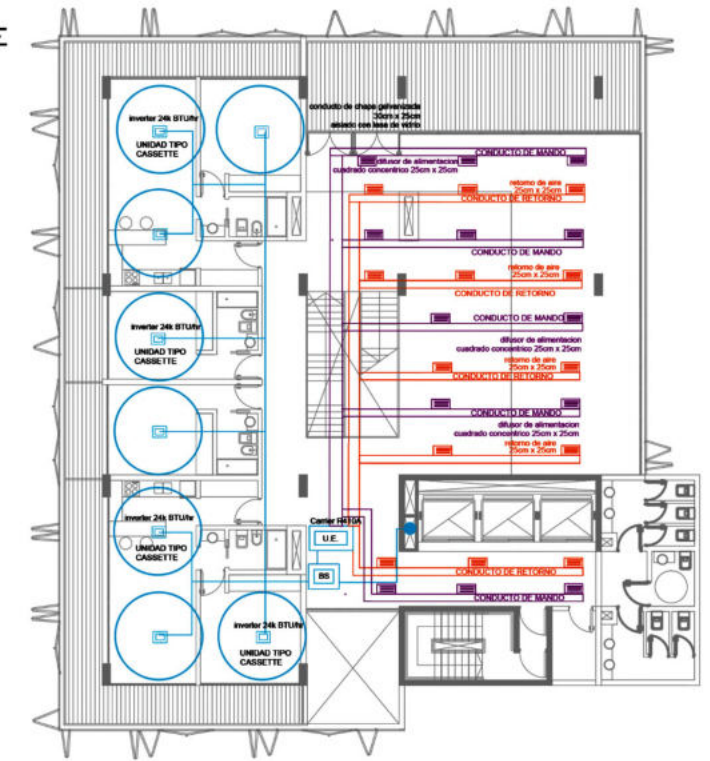 E
conducto de chapa galvanizada
30cm x 25cm
aislado con lana de vidrio
inverter 24k BTU/hr
UNIDAD TIPO
CASSETTE
CONDUCTO DE MANDO
difusor de alimentacion
cuadrado concentrico 25cm x 25cm
retorno de aire
25cm x 25cm
CONDUCTO DE RETORNO
CONDUCTO DE MANDO
retorno de aire
25cm x 25cm
CONDUCTO DE RETORNO
inverter 24k BTU/hr
UNIDAD TIPO
CASSETTE
CONDUCTO DE MANDO
difusor de alimentacion
cuadrado concentrico 25cm x 25cm
retorno de aire
25cm x 25cm
CONDUCTO DE RETORNO
CONDUCTO DE MANDO
difusor de alimentacion
cuadrado concentrico 25cm x 25cm
retorno de aire
25cm x 25cm
inverter 24k BTU/hr
UNIDAD TIPO
CASSETTE
Carrier R410A
U.E.
BS
CONDUCTO DE RETORNO
CONDUCTO DE MANDO
inverter 24k BTU/hr
UNIDAD TIPO
CASSETTE